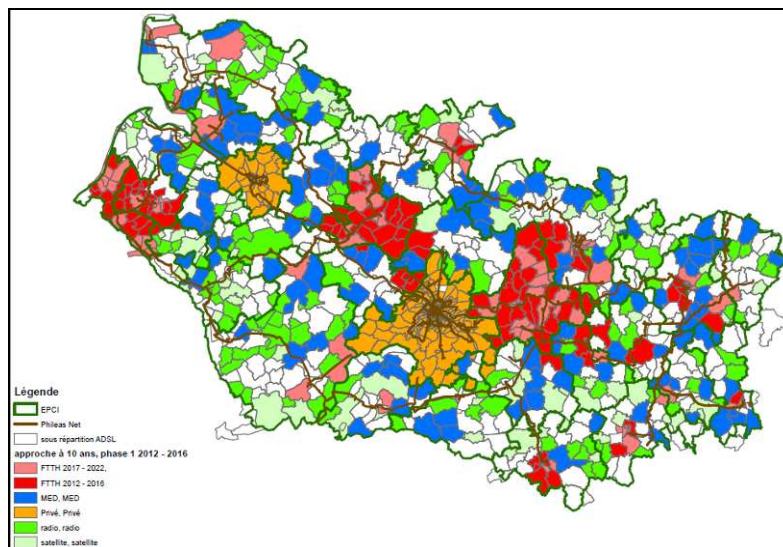 Légende
EPCI
Phileas Net
sous répartition ADSL
approche à 10 ans, phase 1 2012 - 2016
FTTH 2017 - 2022,
FTTH 2012 - 2016
MED, MED
Privé, Privé
radio, radio
satellite, satellite